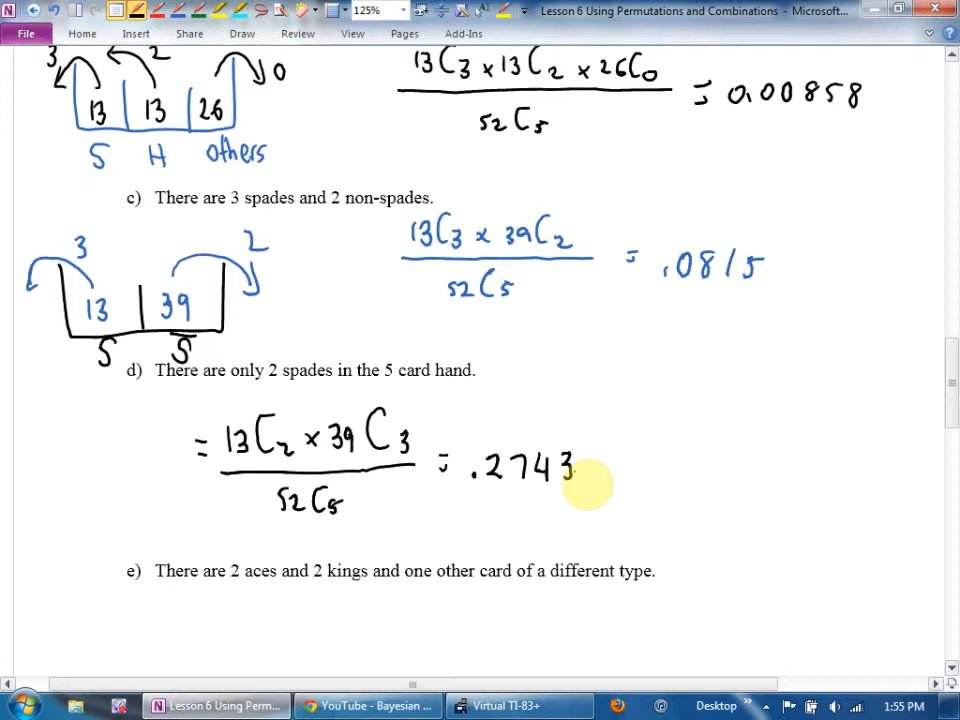 Lesson 6 Using Permutations and Combinations - Microsoft...
125%
File Home Insert Share Draw Review View Pages Add-Ins
3 2 0
13 13 26
S H others
13C3 × 13C2 × 26C0
52C5
= 0.00858
c) There are 3 spades and 2 non-spades.
3 2
13 39
S S̅
13C3 × 39C2
52C5
= .0815
d) There are only 2 spades in the 5 card hand.
= 13C2 × 39C3
52C5
= .2743
e) There are 2 aces and 2 kings and one other card of a different type.
Lesson 6 Using Perm... YouTube - Bayesian ... Virtual TI-83+ Desktop » 1:55 PM